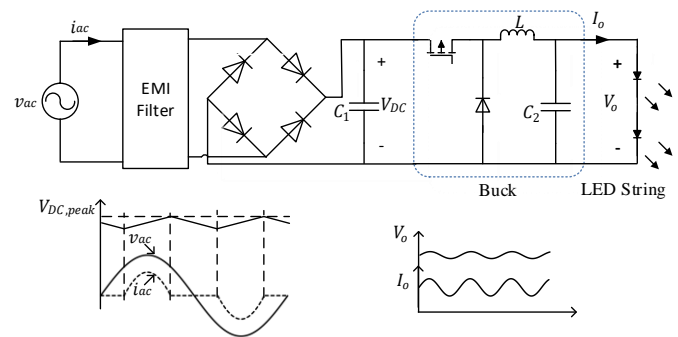 iac
EMI
Filter
vac
C1
+
VDC
-
L
Io
C2
+
Vo
-
Buck
LED String
VDC,peak
vac
iac
Vo
Io